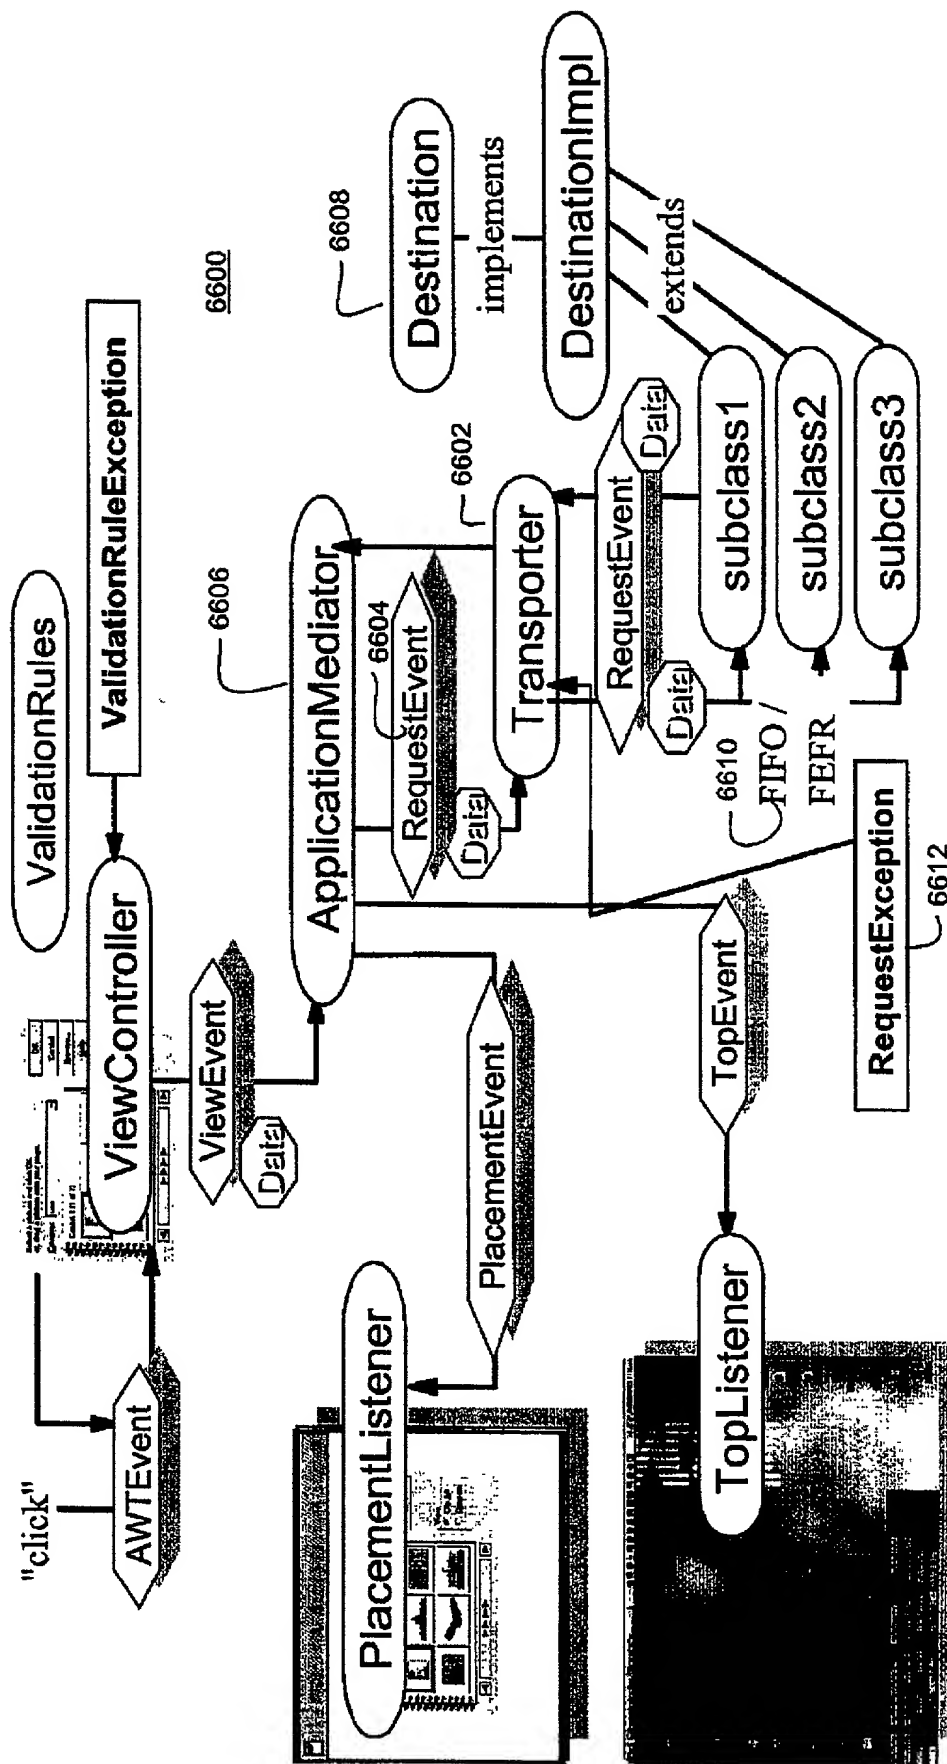 "click"
AWTEvent
ViewController
ValidationRules
ValidationRuleException
ViewEvent
Data
6600
ApplicationMediator
6606
PlacementListener
PlacementEvent
RequestEvent
6604
Data
Transporter
6602
Destination
6608
implements
DestinationImpl
extends
RequestEvent
Data
Data
subclass1
subclass2
subclass3
6610
FIFO /
FEFR
TopListener
TopEvent
RequestException
6612